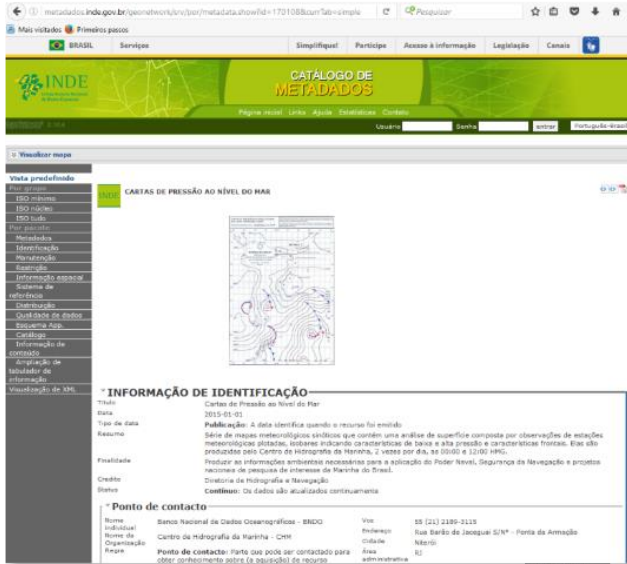 metadados.inde.gov.br/geonetwork/srv/por/metadata.show?id=170108&currTab=simple
Pesquisar
Mais visitados Primeiros passos
BRASIL Serviços Simplifique! Participe Acesso à informação Legislação Canais
INDE
CATÁLOGO DE
METADADOS
Página inicial Links Ajuda Estatísticas Contato
Usuário Senha entrar Português-Brasil
Visualizar mapa
Vista predefinido
Por grupo
ISO mínimo
ISO núcleo
ISO tudo
Por pacote
Metadados
Identificação
Manutenção
Restrição
Informação espacial
Sistema de
referência
Distribuição
Qualidade de dados
Esquema App.
Catálogo
Informação de
conteúdo
Ampliação de
tabulador de
informação
Visualização de XML
INDE CARTAS DE PRESSÃO AO NÍVEL DO MAR
INFORMAÇÃO DE IDENTIFICAÇÃO
Título Cartas de Pressão ao Nível do Mar
Data 2015-01-01
Tipo de data Publicação: A data identifica quando o recurso foi emitido
Resumo Série de mapas meteorológicos sinóticos que contém uma análise de superfície composta por observações de estações
meteorológicas plotadas, isobares indicando características de baixa e alta pressão e características frontais. Elas são
produzidas pelo Centro de Hidrografia da Marinha, 2 vezes por dia, as 00:00 e 12:00 HMG.
Finalidade Produzir as informações ambientais necessárias para a aplicação do Poder Naval, Segurança da Navegação e projetos
nacionais de pesquisa de interesse da Marinha do Brasil.
Credito Diretoria de Hidrografia e Navegação
Status Contínuo: Os dados são atualizados continuamente
Ponto de contacto
Nome
individual Banco Nacional de Dados Oceanográficos - BNDO
Nome da
Organização Centro de Hidrografia da Marinha - CHM
Regra Ponto de contacto: Parte que pode ser contactado para
obter conhecimento sobre (a aquisição) de recurso
Voz 55 (21) 2189-3115
Endereço Rua Barão de Jaceguai S/Nº - Ponta da Armação
Cidade Niterói
Área
administrativa RJ